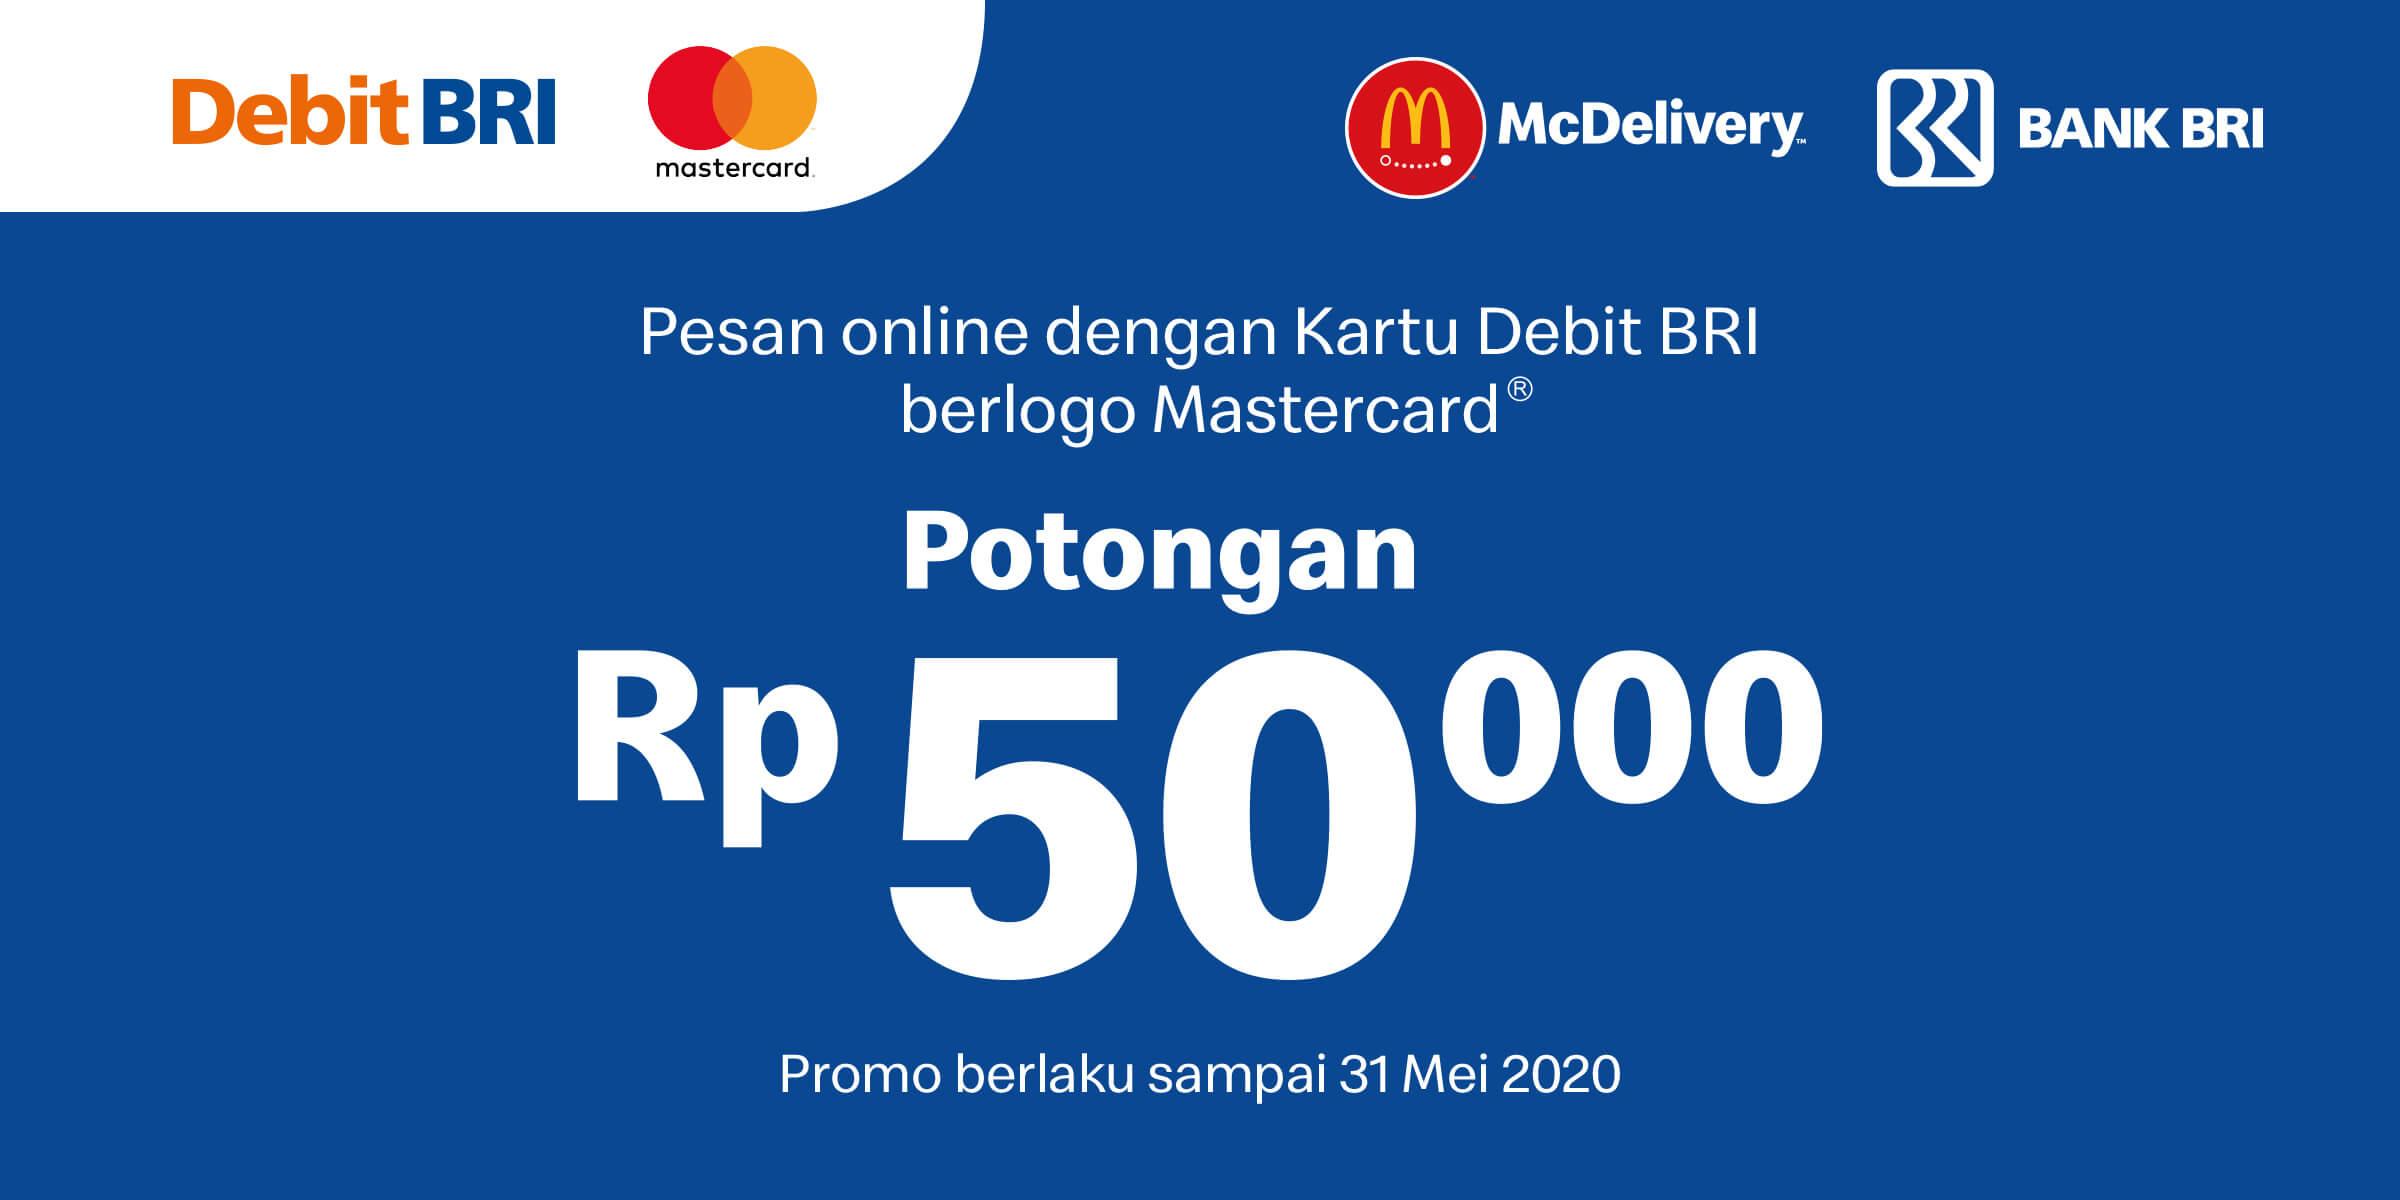 Debit BRI
mastercard.
McDelivery™
BANK BRI
Pesan online dengan Kartu Debit BRI
berlogo Mastercard®
Potongan
Rp 50000
Promo berlaku sampai 31 Mei 2020